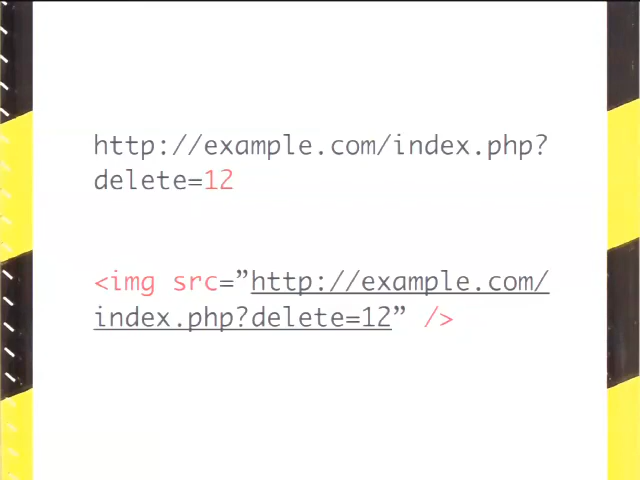 http://example.com/index.php?
delete=12
<img src=”http://example.com/
index.php?delete=12” />